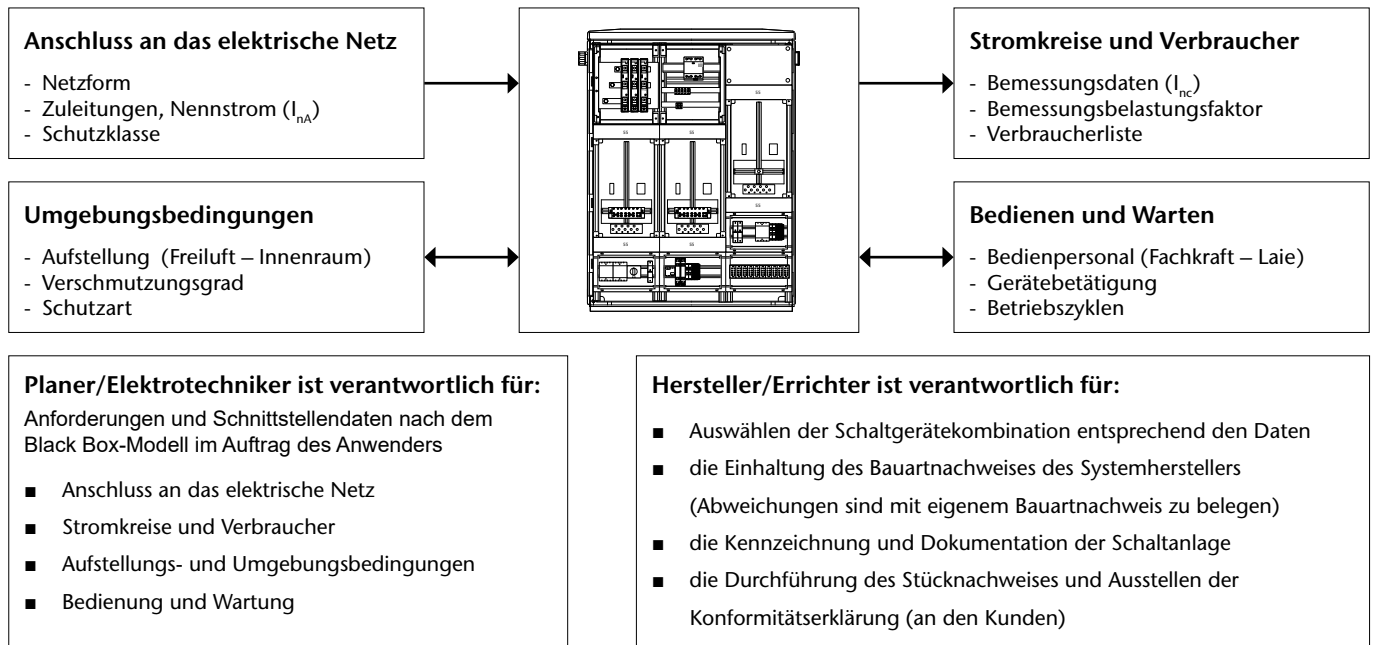 Anschluss an das elektrische Netz
- Netzform
- Zuleitungen, Nennstrom (InA)
- Schutzklasse
Stromkreise und Verbraucher
- Bemessungsdaten (Inc)
- Bemessungsbelastungsfaktor
- Verbraucherliste
Umgebungsbedingungen
- Aufstellung (Freiluft – Innenraum)
- Verschmutzungsgrad
- Schutzart
Bedienen und Warten
- Bedienpersonal (Fachkraft – Laie)
- Gerätebetätigung
- Betriebszyklen
Planer/Elektrotechniker ist verantwortlich für:
Anforderungen und Schnittstellendaten nach dem
Black Box-Modell im Auftrag des Anwenders
■ Anschluss an das elektrische Netz
■ Stromkreise und Verbraucher
■ Aufstellungs- und Umgebungsbedingungen
■ Bedienung und Wartung
Hersteller/Errichter ist verantwortlich für:
■ Auswählen der Schaltgerätekombination entsprechend den Daten
■ die Einhaltung des Bauartnachweises des Systemherstellers
(Abweichungen sind mit eigenem Bauartnachweis zu belegen)
■ die Kennzeichnung und Dokumentation der Schaltanlage
■ die Durchführung des Stücknachweises und Ausstellen der
Konformitätserklärung (an den Kunden)